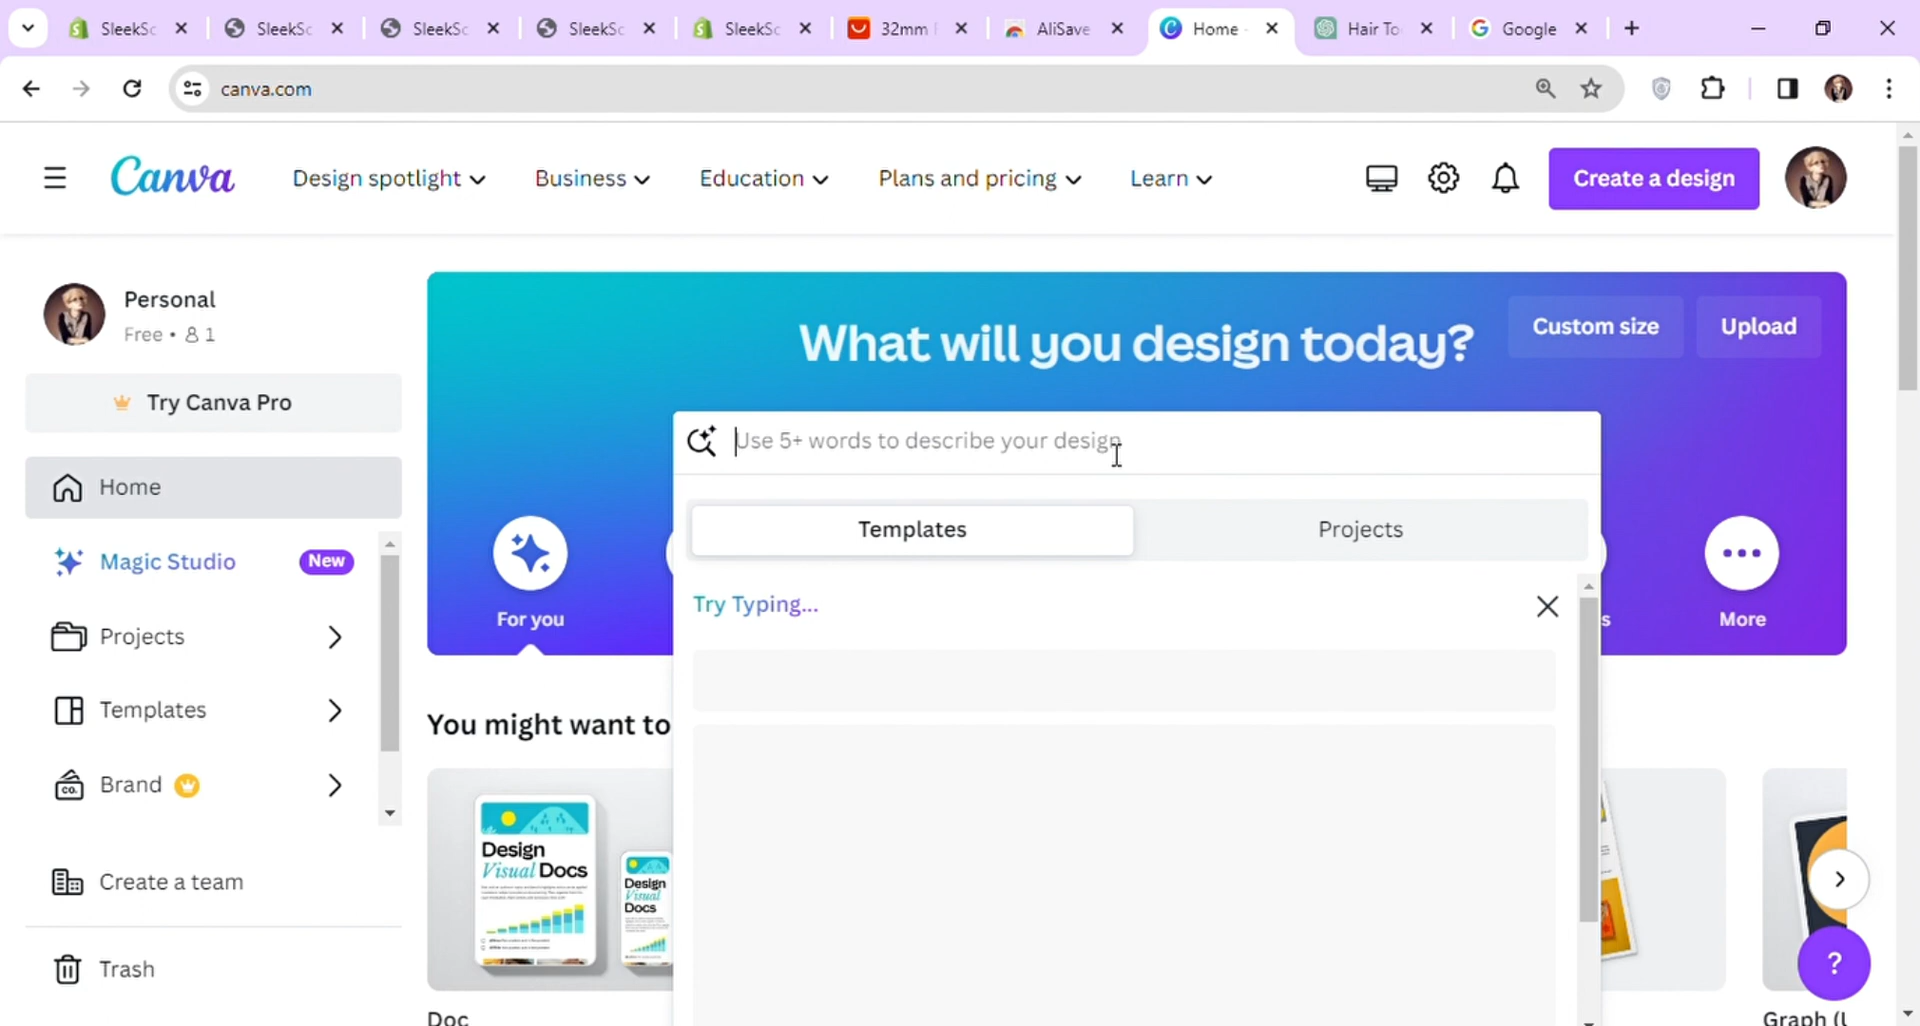 SleekSc
SleekSc
SleekSc
SleekSc
SleekSc
32mm
AliSave
Home -
Hair To
Google
canva.com
Canva
Design spotlight
Business
Education
Plans and pricing
Learn
Create a design
Personal
Free • 1
Try Canva Pro
Home
Magic Studio
New
Projects
Templates
Brand
Create a team
Trash
What will you design today?
Custom size
Upload
Use 5+ words to describe your design
Templates
Projects
Try Typing...
For you
s
More
You might want to
Design
Visual Docs
Design
Visual
Docs
Doc
Graph (
CO.
?